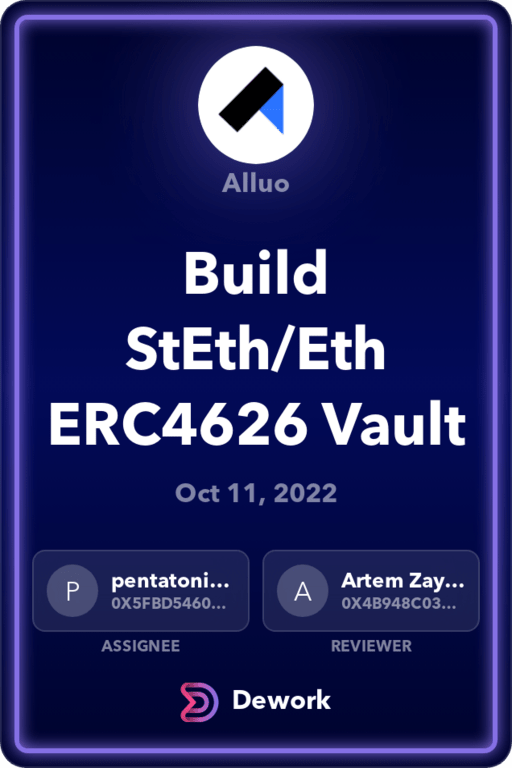 Alluo
Build
StEth/Eth
ERC4626 Vault
Oct 11, 2022
P
pentatoni...
0X5FBD5460...
ASSIGNEE
A
Artem Zay...
0X4B948C03...
REVIEWER
Dework